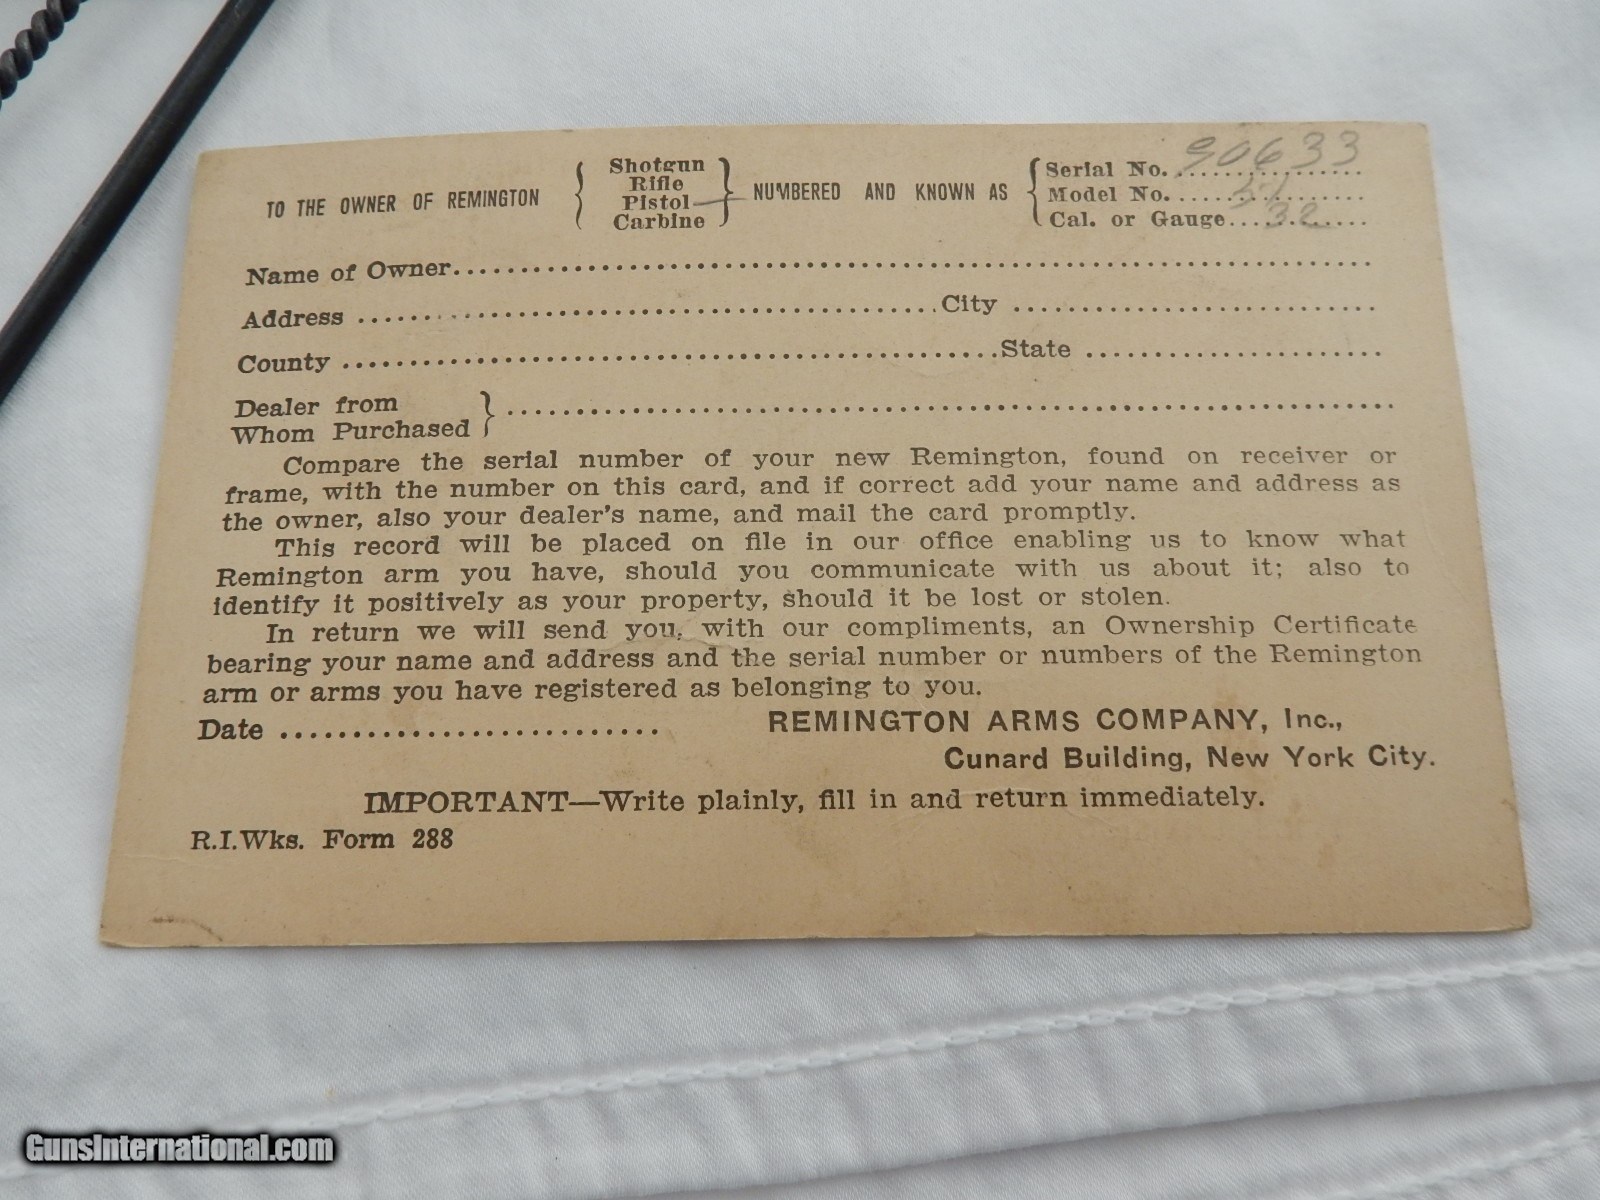 TO THE OWNER OF REMINGTON { Shotgun Rifle Pistol Carbine } NUMBERED AND KNOWN AS { Serial No. 90633
Model No. 51
Cal. or Gauge 32
Name of Owner
Address City
County State
Dealer from Whom Purchased }
Compare the serial number of your new Remington, found on receiver or
frame, with the number on this card, and if correct add your name and address as
the owner, also your dealer's name, and mail the card promptly.
This record will be placed on file in our office enabling us to know what
Remington arm you have, should you communicate with us about it; also to
identify it positively as your property, should it be lost or stolen.
In return we will send you, with our compliments, an Ownership Certificate
bearing your name and address and the serial number or numbers of the Remington
arm or arms you have registered as belonging to you.
Date
REMINGTON ARMS COMPANY, Inc.,
Cunard Building, New York City.
IMPORTANT—Write plainly, fill in and return immediately.
R.I.Wks. Form 288
GunsInternational.com